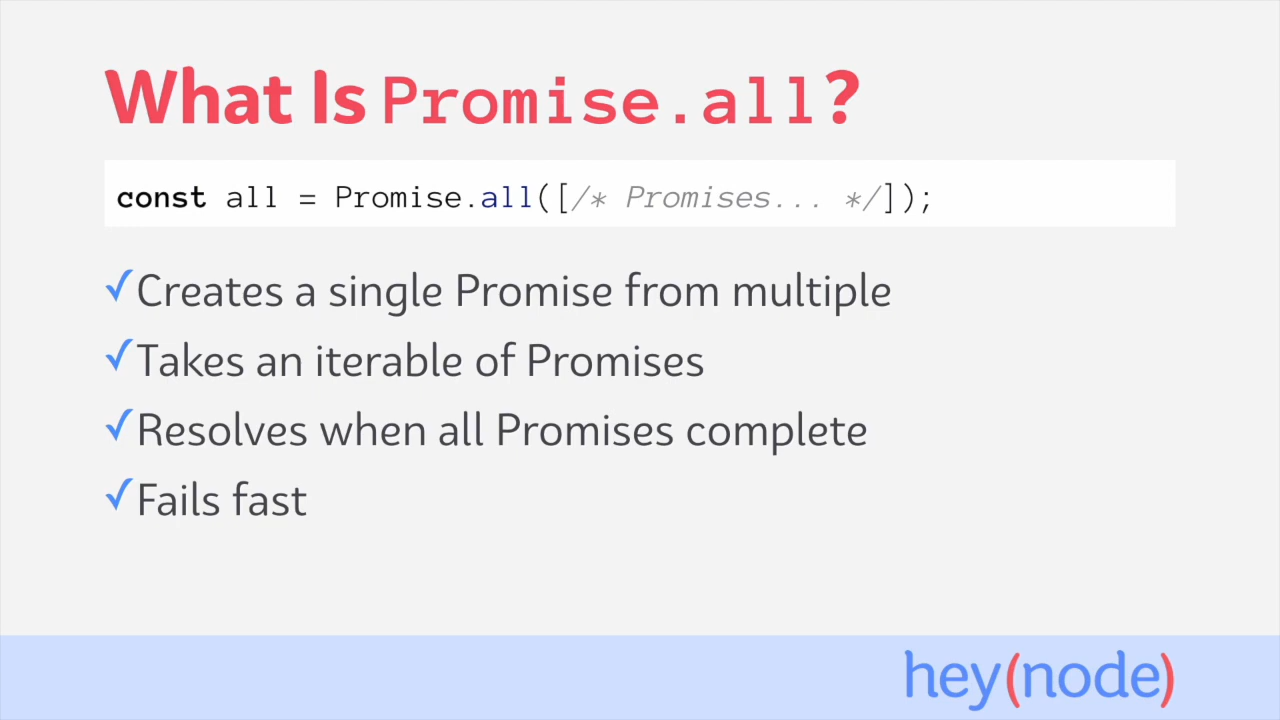 What Is Promise.all?
const all = Promise.all([/* Promises... */]);
✓Creates a single Promise from multiple
✓Takes an iterable of Promises
✓Resolves when all Promises complete
✓Fails fast
hey(node)